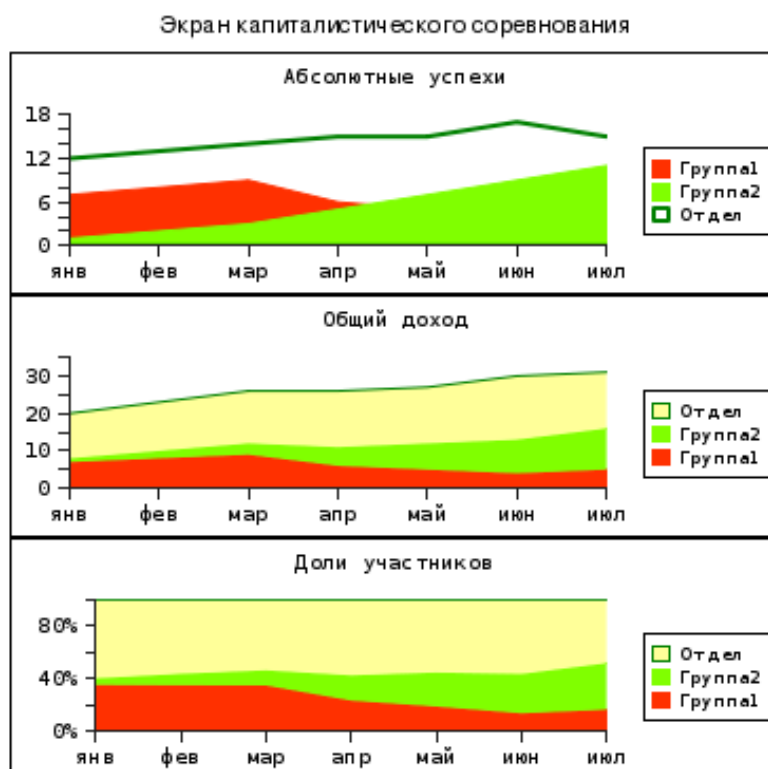 Экран капиталистического соревнования
Абсолютные успехи
18
12
6
0
янв фев мар апр май июн июл
Группа1
Группа2
Отдел
Общий доход
30
20
10
0
янв фев мар апр май июн июл
Отдел
Группа2
Группа1
Доли участников
80%
40%
0%
янв фев мар апр май июн июл
Отдел
Группа2
Группа1